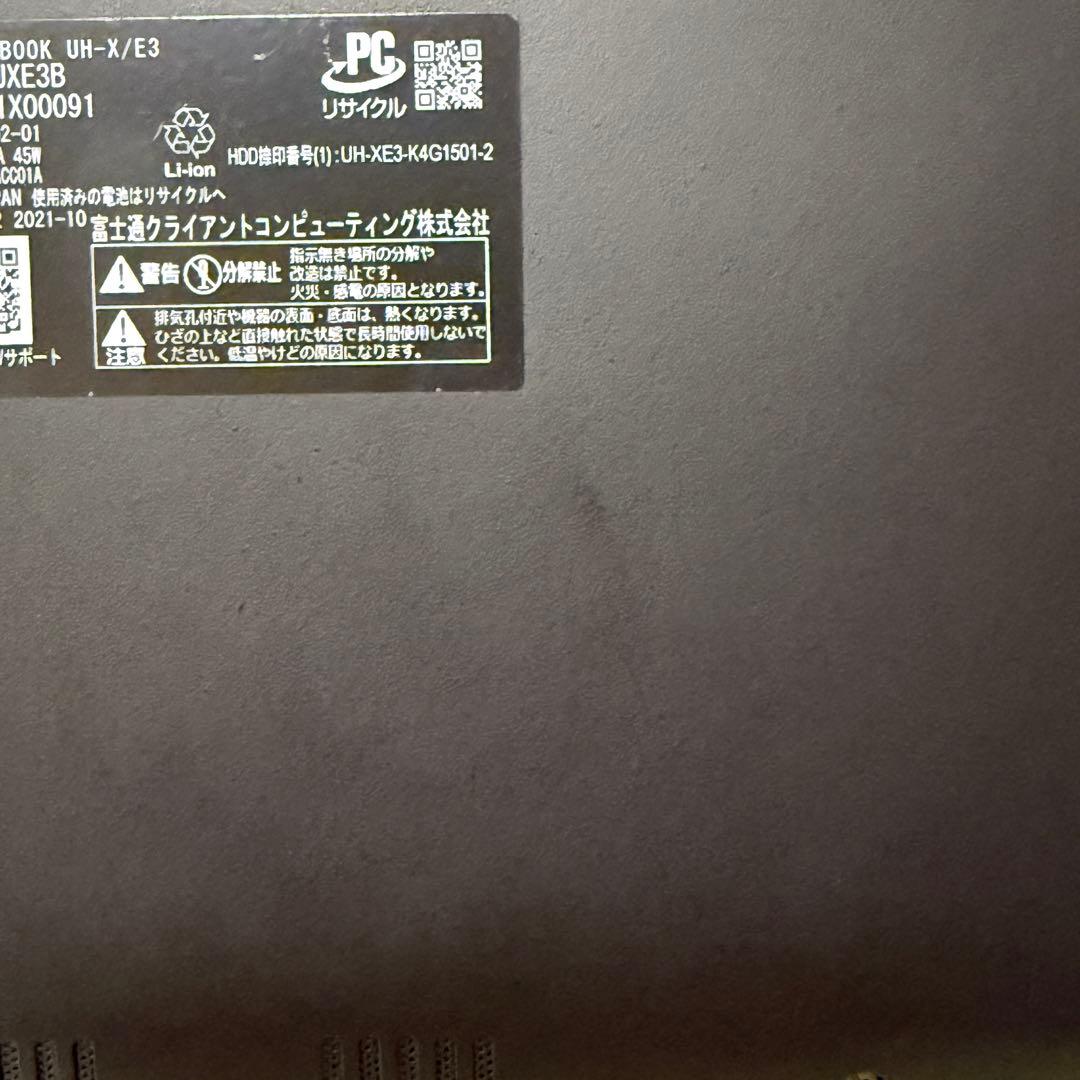 BOOK UH-X/E3
UXE3B
1X00091
2-01
A 45W
ACC01A
PC
リサイクル
Li-ion
HDD捺印番号(1):UH-XE3-K4G1501-2
PAN 使用済みの電池はリサイクルへ
2021-10 富士通クライアントコンピューティング株式会社
警告 分解禁止
指示無き場所の分解や
改造は禁止です。
火災・感電の原因となります。
注意
排気孔付近や機器の表面・底面は、熱くなります。
ひざの上など直接触れた状態で長時間使用しないで
ください。低温やけどの原因になります。
サポート